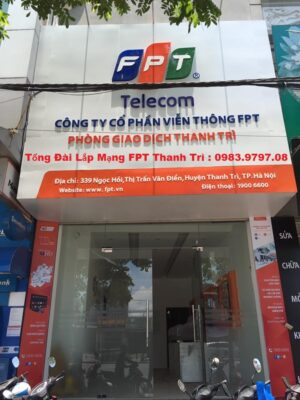 FPT®
Telecom
CÔNG TY CỔ PHẦN VIỄN THÔNG FPT
PHÒNG GIAO DỊCH THANH TRÌ
Tổng Đài Lắp Mạng FPT Thanh Trì : 0983.9797.08
Địa chỉ: 339 Ngọc Hồi,Thị Trấn Văn Điển, Huyện Thanh Trì, TP.Hà Nội
Website: www.fpt.vn
Điện thoại: 1900 6600
SỬA
CHỮA